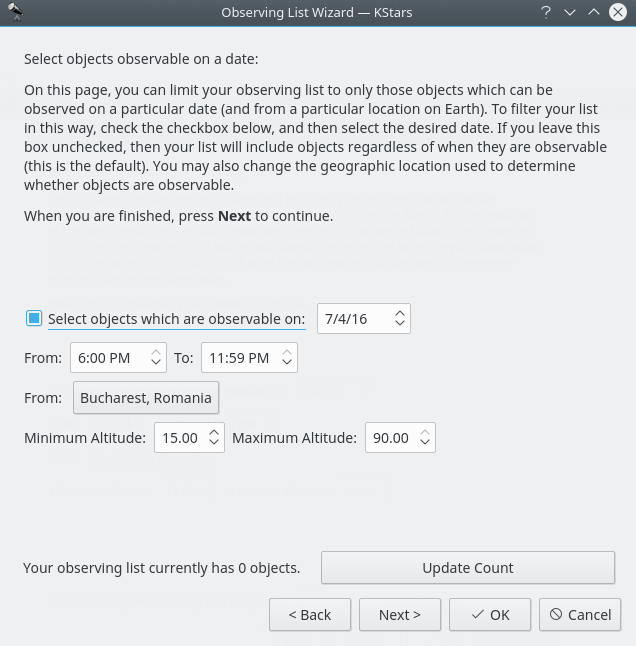 Observing List Wizard — KStars
Select objects observable on a date:
On this page, you can limit your observing list to only those objects which can be
observed on a particular date (and from a particular location on Earth). To filter your list
in this way, check the checkbox below, and then select the desired date. If you leave this
box unchecked, then your list will include objects regardless of when they are observable
(this is the default). You may also change the geographic location used to determine
whether objects are observable.
When you are finished, press Next to continue.
Select objects which are observable on: 7/4/16
From: 6:00 PM To: 11:59 PM
From: Bucharest, Romania
Minimum Altitude: 15.00 Maximum Altitude: 90.00
Your observing list currently has 0 objects. Update Count
< Back Next > OK Cancel